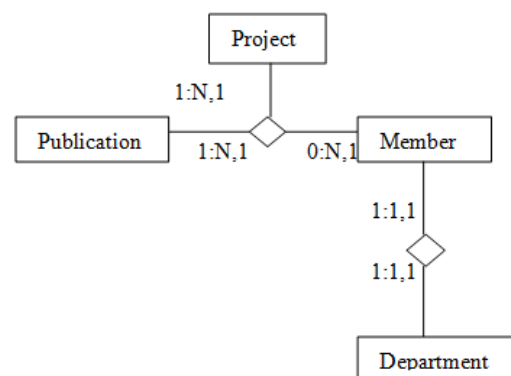 Project
1:N,1
Publication
1:N,1
0:N,1
Member
1:1,1
1:1,1
Department